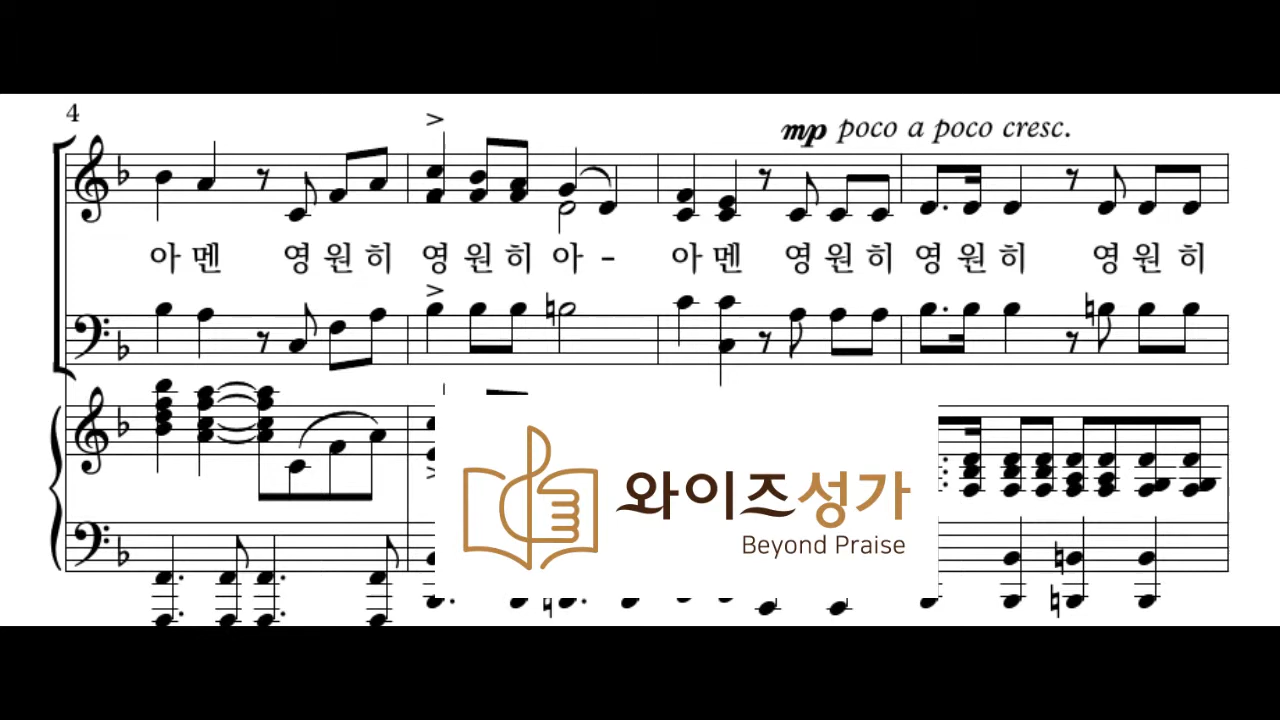 4
mp poco a poco cresc.
아 멘 영 원 히 영 원 히 아 - 아 멘 영 원 히 영 원 히 영 원 히
와이즈성가
Beyond Praise